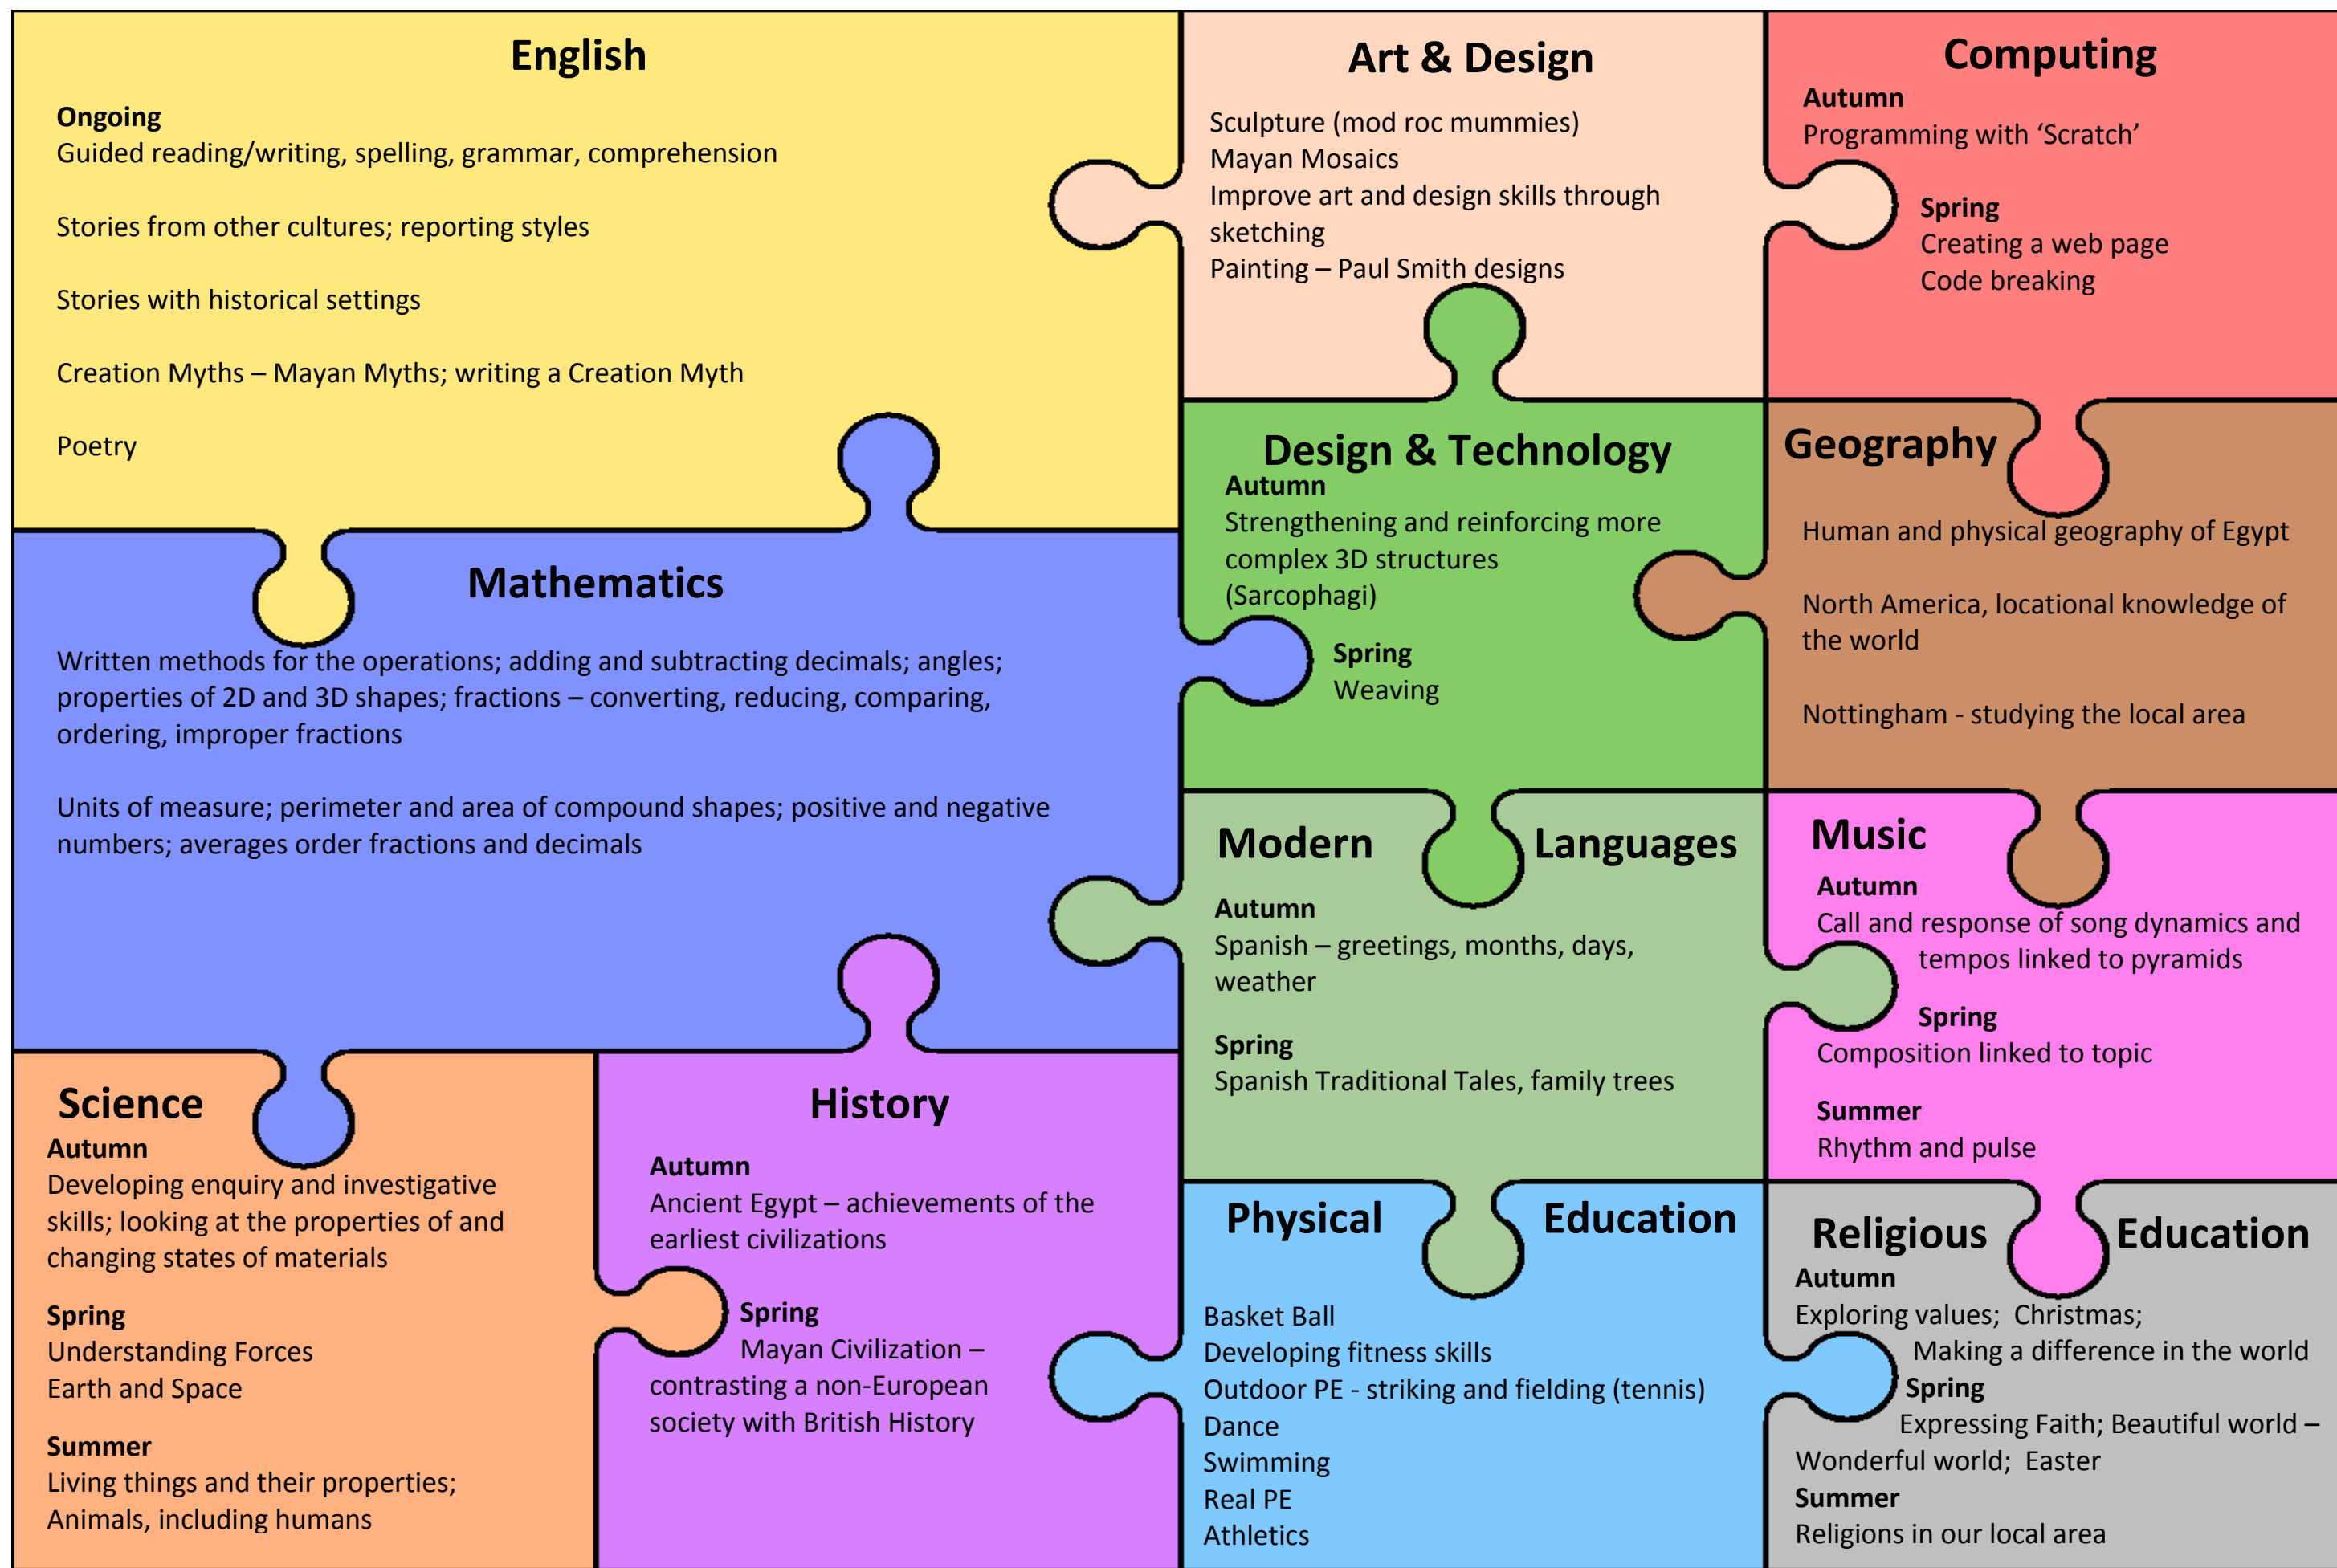 English
Ongoing
Guided reading/writing, spelling, grammar, comprehension
Stories from other cultures; reporting styles
Stories with historical settings
Creation Myths – Mayan Myths; writing a Creation Myth
Poetry
Art & Design
Sculpture (mod roc mummies)
Mayan Mosaics
Improve art and design skills through
sketching
Painting – Paul Smith designs
Computing
Autumn
Programming with ‘Scratch’
Spring
Creating a web page
Code breaking
Mathematics
Written methods for the operations; adding and subtracting decimals; angles;
properties of 2D and 3D shapes; fractions – converting, reducing, comparing,
ordering, improper fractions
Units of measure; perimeter and area of compound shapes; positive and negative
numbers; averages order fractions and decimals
Design & Technology
Autumn
Strengthening and reinforcing more
complex 3D structures
(Sarcophagi)
Spring
Weaving
Geography
Human and physical geography of Egypt
North America, locational knowledge of
the world
Nottingham - studying the local area
Modern Languages
Autumn
Spanish – greetings, months, days,
weather
Spring
Spanish Traditional Tales, family trees
Music
Autumn
Call and response of song dynamics and
tempos linked to pyramids
Spring
Composition linked to topic
Summer
Rhythm and pulse
Science
Autumn
Developing enquiry and investigative
skills; looking at the properties of and
changing states of materials
Spring
Understanding Forces
Earth and Space
Summer
Living things and their properties;
Animals, including humans
History
Autumn
Ancient Egypt – achievements of the
earliest civilizations
Spring
Mayan Civilization –
contrasting a non-European
society with British History
Physical Education
Basket Ball
Developing fitness skills
Outdoor PE - striking and fielding (tennis)
Dance
Swimming
Real PE
Athletics
Religious Education
Autumn
Exploring values; Christmas;
Making a difference in the world
Spring
Expressing Faith; Beautiful world –
Wonderful world; Easter
Summer
Religions in our local area